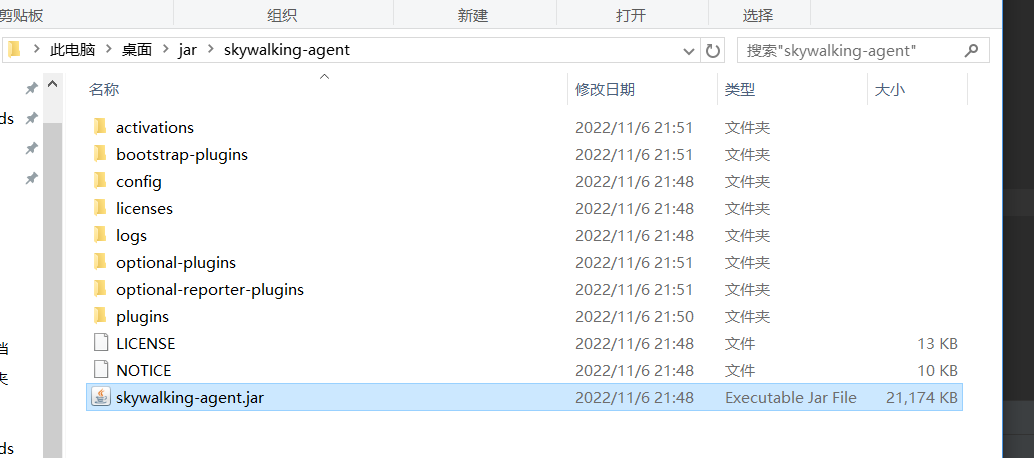 剪贴板 组织 新建 打开 选择
此电脑 桌面 jar skywalking-agent 搜索"skywalking-agent"
名称 修改日期 类型 大小
ds activations 2022/11/6 21:51 文件夹
bootstrap-plugins 2022/11/6 21:51 文件夹
config 2022/11/6 21:48 文件夹
licenses 2022/11/6 21:48 文件夹
logs 2022/11/6 21:48 文件夹
optional-plugins 2022/11/6 21:51 文件夹
optional-reporter-plugins 2022/11/6 21:51 文件夹
plugins 2022/11/6 21:50 文件夹
LICENSE 2022/11/6 21:48 文件 13 KB
NOTICE 2022/11/6 21:48 文件 10 KB
skywalking-agent.jar 2022/11/6 21:48 Executable Jar File 21,174 KB
ds